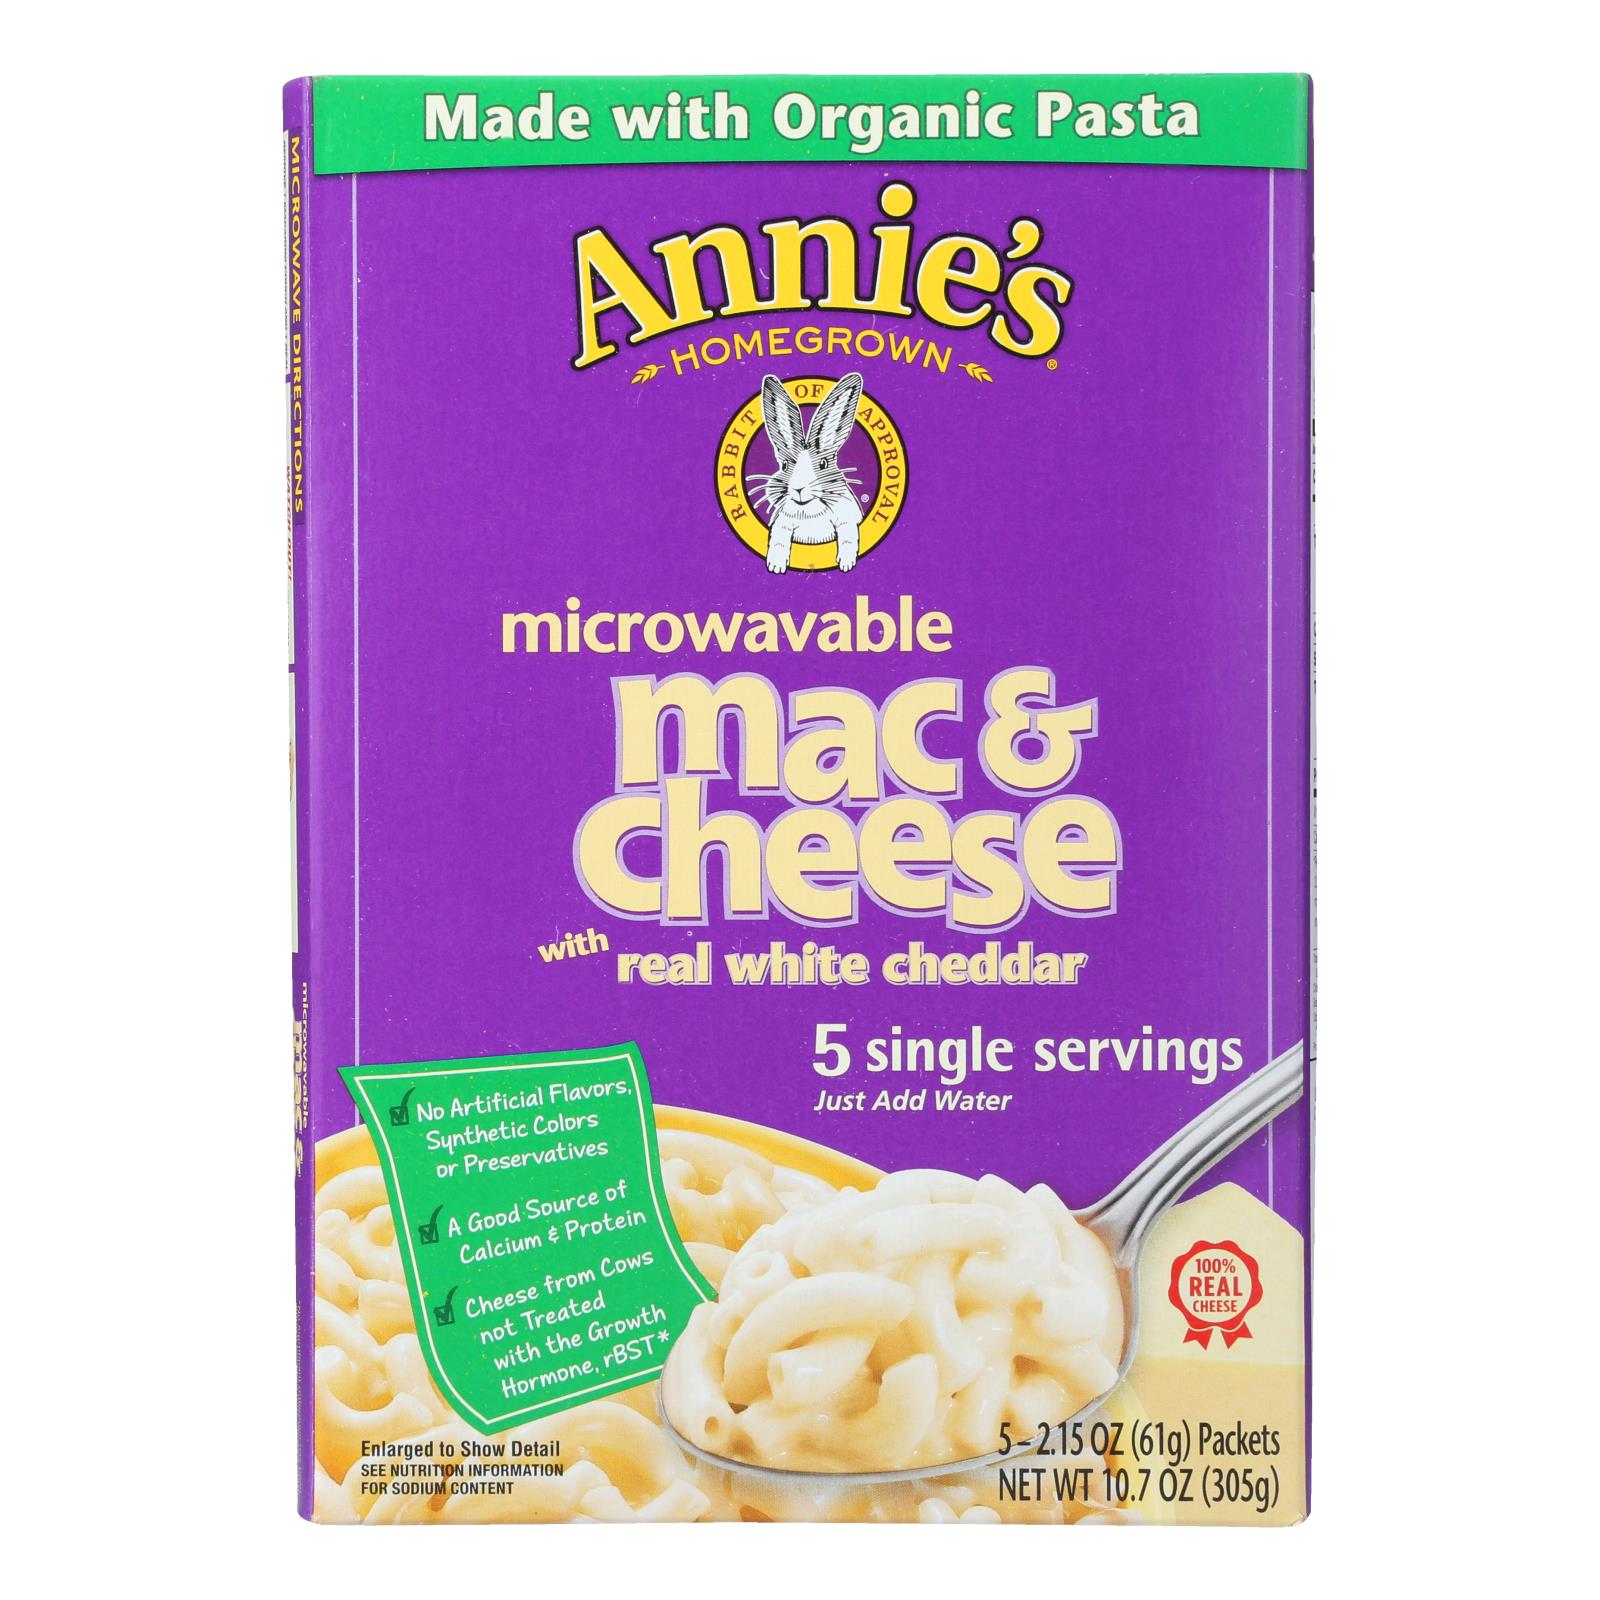 Made with Organic Pasta
Annie's
HOMEGROWN
®
RABBIT OF APPROVAL
®
microwavable
mac &
cheese
with real white cheddar
5 single servings
Just Add Water
No Artificial Flavors,
Synthetic Colors
or Preservatives
A Good Source of
Calcium & Protein
Cheese from Cows
not Treated
with the Growth
Hormone, rBST*
100%
REAL
CHEESE
Enlarged to Show Detail
SEE NUTRITION INFORMATION
FOR SODIUM CONTENT
5 – 2.15 OZ (61g) Packets
NET WT 10.7 OZ (305g)
MICROWAVE DIRECTIONS
microwavable
mac &